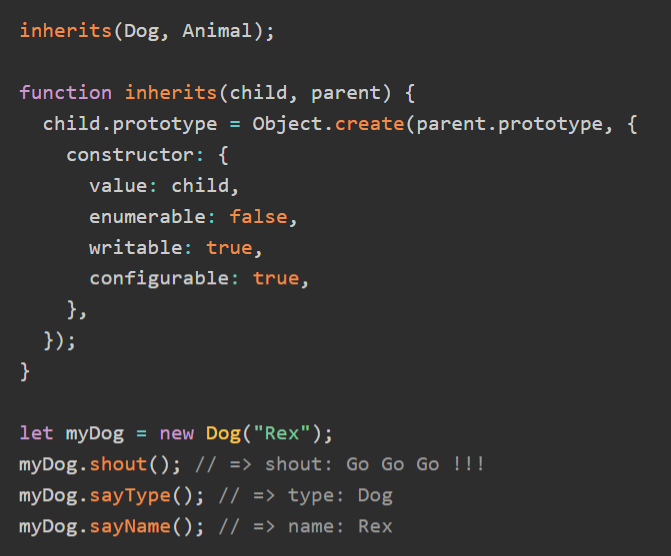 inherits(Dog, Animal);
function inherits(child, parent) {
  child.prototype = Object.create(parent.prototype, {
    constructor: {
      value: child,
      enumerable: false,
      writable: true,
      configurable: true,
    },
  });
}
let myDog = new Dog("Rex");
myDog.shout(); // => shout: Go Go Go !!!
myDog.sayType(); // => type: Dog
myDog.sayName(); // => name: Rex